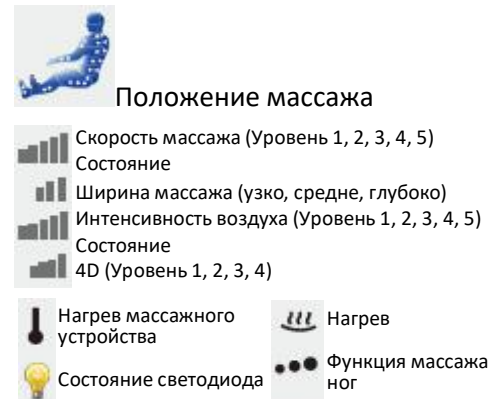 Положение массажа
Скорость массажа (Уровень 1, 2, 3, 4, 5)
Состояние
Ширина массажа (узко, средне, глубоко)
Интенсивность воздуха (Уровень 1, 2, 3, 4, 5)
Состояние
4D (Уровень 1, 2, 3, 4)
Нагрев массажного
устройства
Нагрев
Состояние светодиода
Функция массажа
ног